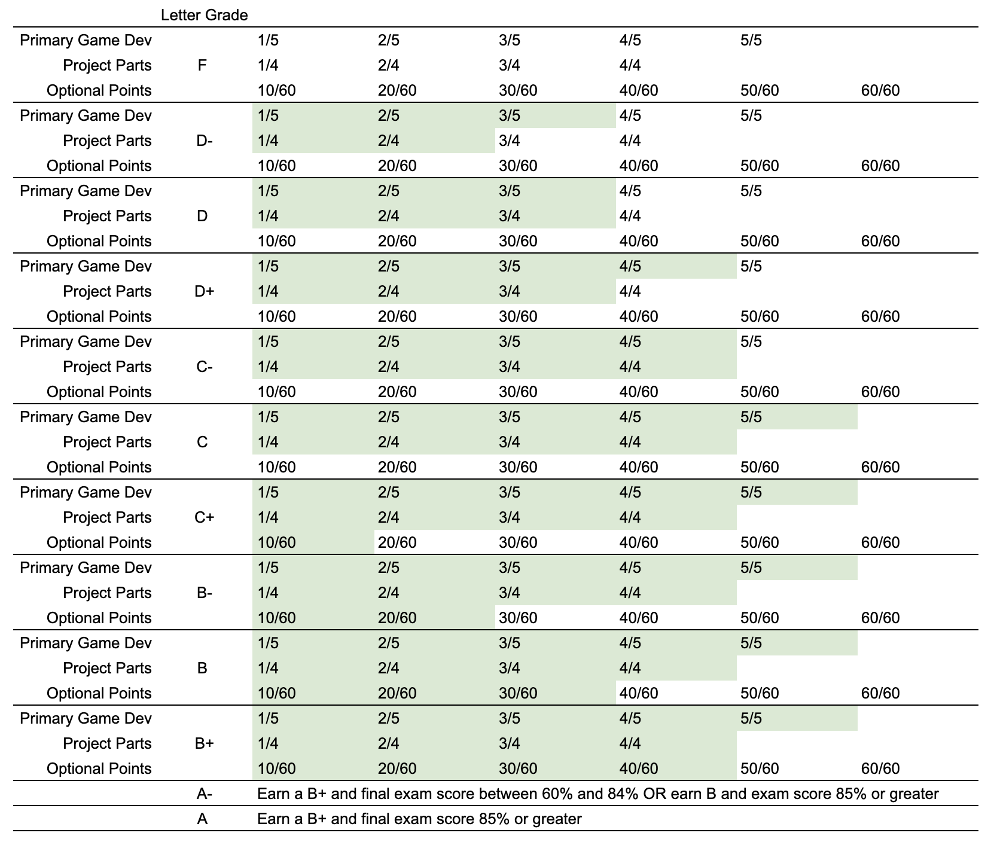 Letter Grade
Primary Game Dev 1/5 2/5 3/5 4/5 5/5
Project Parts F 1/4 2/4 3/4 4/4
Optional Points 10/60 20/60 30/60 40/60 50/60 60/60
Primary Game Dev 1/5 2/5 3/5 4/5 5/5
Project Parts D- 1/4 2/4 3/4 4/4
Optional Points 10/60 20/60 30/60 40/60 50/60 60/60
Primary Game Dev 1/5 2/5 3/5 4/5 5/5
Project Parts D 1/4 2/4 3/4 4/4
Optional Points 10/60 20/60 30/60 40/60 50/60 60/60
Primary Game Dev 1/5 2/5 3/5 4/5 5/5
Project Parts D+ 1/4 2/4 3/4 4/4
Optional Points 10/60 20/60 30/60 40/60 50/60 60/60
Primary Game Dev 1/5 2/5 3/5 4/5 5/5
Project Parts C- 1/4 2/4 3/4 4/4
Optional Points 10/60 20/60 30/60 40/60 50/60 60/60
Primary Game Dev 1/5 2/5 3/5 4/5 5/5
Project Parts C 1/4 2/4 3/4 4/4
Optional Points 10/60 20/60 30/60 40/60 50/60 60/60
Primary Game Dev 1/5 2/5 3/5 4/5 5/5
Project Parts C+ 1/4 2/4 3/4 4/4
Optional Points 10/60 20/60 30/60 40/60 50/60 60/60
Primary Game Dev 1/5 2/5 3/5 4/5 5/5
Project Parts B- 1/4 2/4 3/4 4/4
Optional Points 10/60 20/60 30/60 40/60 50/60 60/60
Primary Game Dev 1/5 2/5 3/5 4/5 5/5
Project Parts B 1/4 2/4 3/4 4/4
Optional Points 10/60 20/60 30/60 40/60 50/60 60/60
Primary Game Dev 1/5 2/5 3/5 4/5 5/5
Project Parts B+ 1/4 2/4 3/4 4/4
Optional Points 10/60 20/60 30/60 40/60 50/60 60/60
A- Earn a B+ and final exam score between 60% and 84% OR earn B and exam score 85% or greater
A Earn a B+ and final exam score 85% or greater